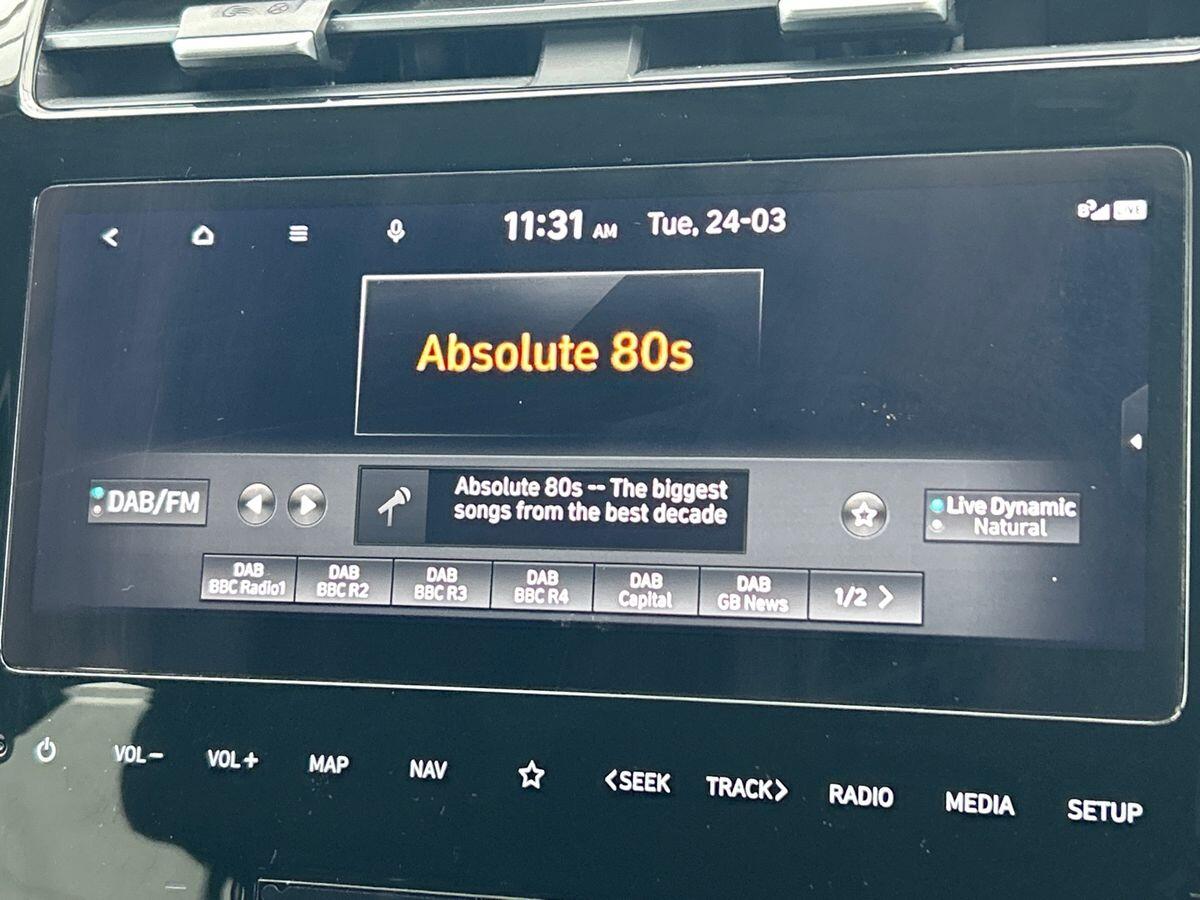 11:31 AM Tue, 24-03
LIVE
Absolute 80s
DAB/FM
Absolute 80s -- The biggest
songs from the best decade
Live Dynamic
Natural
DAB
BBC Radio1
DAB
BBC R2
DAB
BBC R3
DAB
BBC R4
DAB
Capital
DAB
GB News
1/2 >
VOL-
VOL+
MAP
NAV
<SEEK
TRACK>
RADIO
MEDIA
SETUP